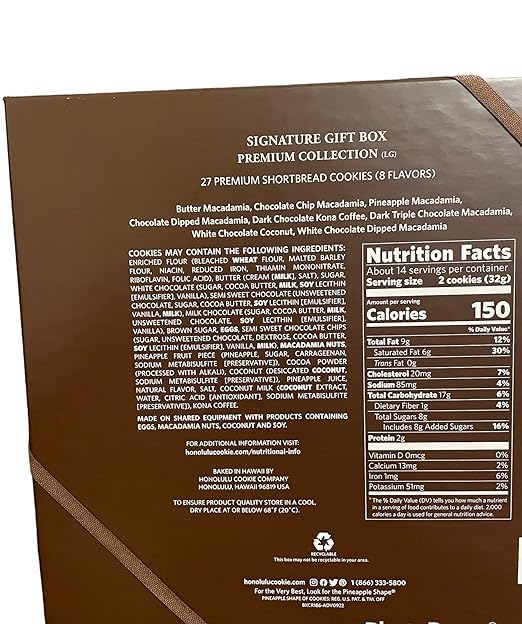 SIGNATURE GIFT BOX
PREMIUM COLLECTION (LG)
27 PREMIUM SHORTBREAD COOKIES (8 FLAVORS)
Butter Macadamia, Chocolate Chip Macadamia, Pineapple Macadamia,
Chocolate Dipped Macadamia, Dark Chocolate Kona Coffee, Dark Triple Chocolate Macadamia,
White Chocolate Coconut, White Chocolate Dipped Macadamia
COOKIES MAY CONTAIN THE FOLLOWING INGREDIENTS:
ENRICHED FLOUR (BLEACHED WHEAT FLOUR, MALTED BARLEY
FLOUR, NIACIN, REDUCED IRON, THIAMIN MONONITRATE,
RIBOFLAVIN, FOLIC ACID), BUTTER (CREAM [MILK], SALT), SUGAR,
WHITE CHOCOLATE (SUGAR, COCOA BUTTER, MILK, SOY LECITHIN
[EMULSIFIER], VANILLA), SEMI SWEET CHOCOLATE (UNSWEETENED
CHOCOLATE, SUGAR, COCOA BUTTER, SOY LECITHIN [EMULSIFIER],
VANILLA, MILK), MILK CHOCOLATE (SUGAR, COCOA BUTTER, MILK,
UNSWEETENED CHOCOLATE, SOY LECITHIN [EMULSIFIER],
VANILLA), BROWN SUGAR, EGGS, SEMI SWEET CHOCOLATE CHIPS
(SUGAR, UNSWEETENED CHOCOLATE, DEXTROSE, COCOA BUTTER,
SOY LECITHIN [EMULSIFIER], VANILLA, MILK), MACADAMIA NUTS,
PINEAPPLE FRUIT PIECE (PINEAPPLE, SUGAR, CARRAGEENAN,
SODIUM METABISULFITE [PRESERVATIVE]), COCOA POWDER
(PROCESSED WITH ALKALI), COCONUT (DESICCATED COCONUT,
SODIUM METABISULFITE [PRESERVATIVE]), PINEAPPLE JUICE,
NATURAL FLAVOR, SALT, COCONUT MILK (COCONUT EXTRACT,
WATER, CITRIC ACID [ANTIOXIDANT], SODIUM METABISULFITE
[PRESERVATIVE]), KONA COFFEE.
MADE ON SHARED EQUIPMENT WITH PRODUCTS CONTAINING
EGGS, MACADAMIA NUTS, COCONUT AND SOY.
FOR ADDITIONAL INFORMATION VISIT:
honolulucookie.com/nutritional-info
BAKED IN HAWAII BY
HONOLULU COOKIE COMPANY
HONOLULU, HAWAII 96819 USA
TO ENSURE PRODUCT QUALITY STORE IN A COOL,
DRY PLACE AT OR BELOW 68°F (20°C).
Nutrition Facts
About 14 servings per container
Serving size 2 cookies (32g)
Amount per serving
Calories 150
% Daily Value*
Total Fat 9g 12%
Saturated Fat 6g 30%
Trans Fat 0g
Cholesterol 20mg 7%
Sodium 85mg 4%
Total Carbohydrate 17g 6%
Dietary Fiber 1g 4%
Total Sugars 8g
Includes 8g Added Sugars 16%
Protein 2g
Vitamin D 0mcg 0%
Calcium 13mg 2%
Iron 1mg 6%
Potassium 51mg 2%
* The % Daily Value (DV) tells you how much a nutrient
in a serving of food contributes to a daily diet. 2,000
calories a day is used for general nutrition advice.
RECYCLABLE
This box may not be recyclable in your area.
honolulucookie.com 1 (866) 333-5800
For the Very Best, Look for the Pineapple Shape®
PINEAPPLE SHAPE OF COOKIES: REG. U.S. PAT. & TM. OFF
BXCR186-ADV0922